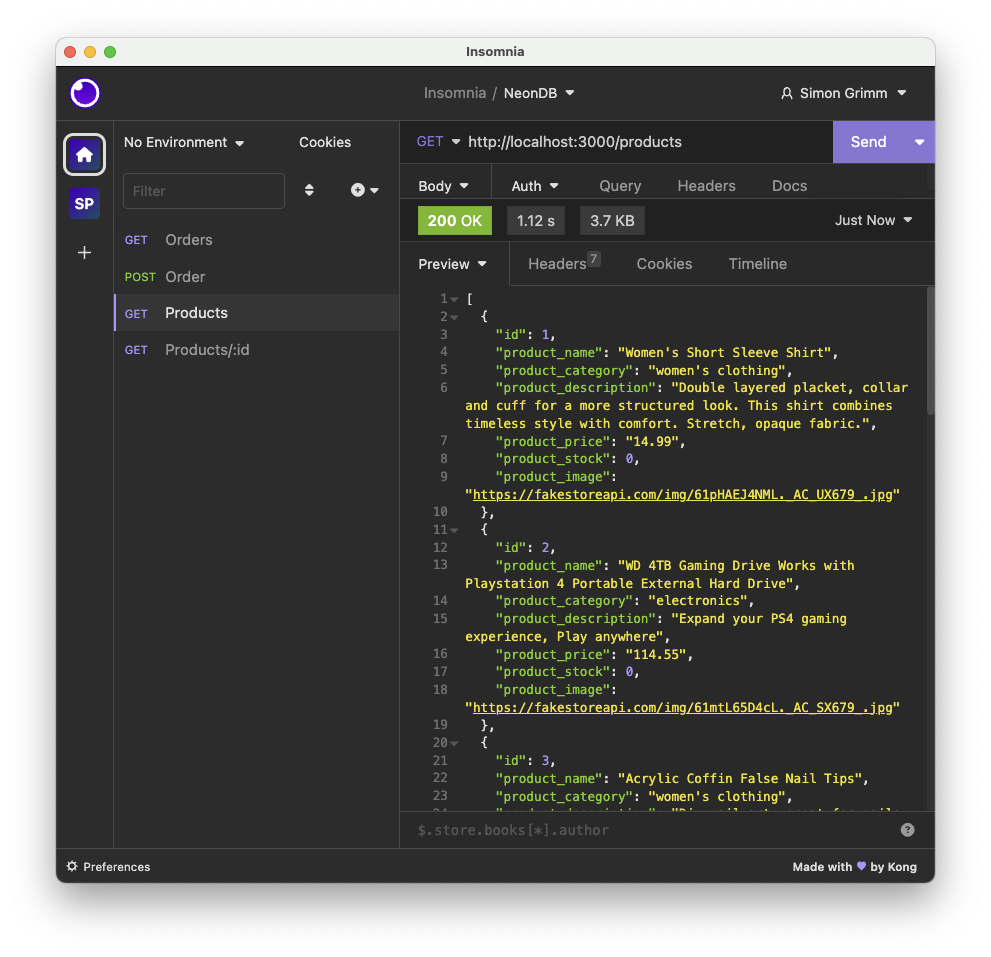 Insomnia
Insomnia / NeonDB
Simon Grimm
No Environment
Cookies
GET http://localhost:3000/products
Send
SP
Filter
Body
Auth
Query
Headers
Docs
200 OK
1.12 s
3.7 KB
Just Now
GET Orders
POST Order
GET Products
GET Products/:id
Preview
Headers 7
Cookies
Timeline
1 [
2 {
3 "id": 1,
4 "product_name": "Women's Short Sleeve Shirt",
5 "product_category": "women's clothing",
6 "product_description": "Double layered placket, collar
and cuff for a more structured look. This shirt combines
timeless style with comfort. Stretch, opaque fabric.",
7 "product_price": "14.99",
8 "product_stock": 0,
9 "product_image":
"https://fakestoreapi.com/img/61pHAEJ4NML._AC_UX679_.jpg"
10 },
11 {
12 "id": 2,
13 "product_name": "WD 4TB Gaming Drive Works with
Playstation 4 Portable External Hard Drive",
14 "product_category": "electronics",
15 "product_description": "Expand your PS4 gaming
experience, Play anywhere",
16 "product_price": "114.55",
17 "product_stock": 0,
18 "product_image":
"https://fakestoreapi.com/img/61mtL65D4cL._AC_SX679_.jpg"
19 },
20 {
21 "id": 3,
22 "product_name": "Acrylic Coffin False Nail Tips",
23 "product_category": "women's clothing",
$.store.books[*].author
?
Preferences
Made with 💜 by Kong